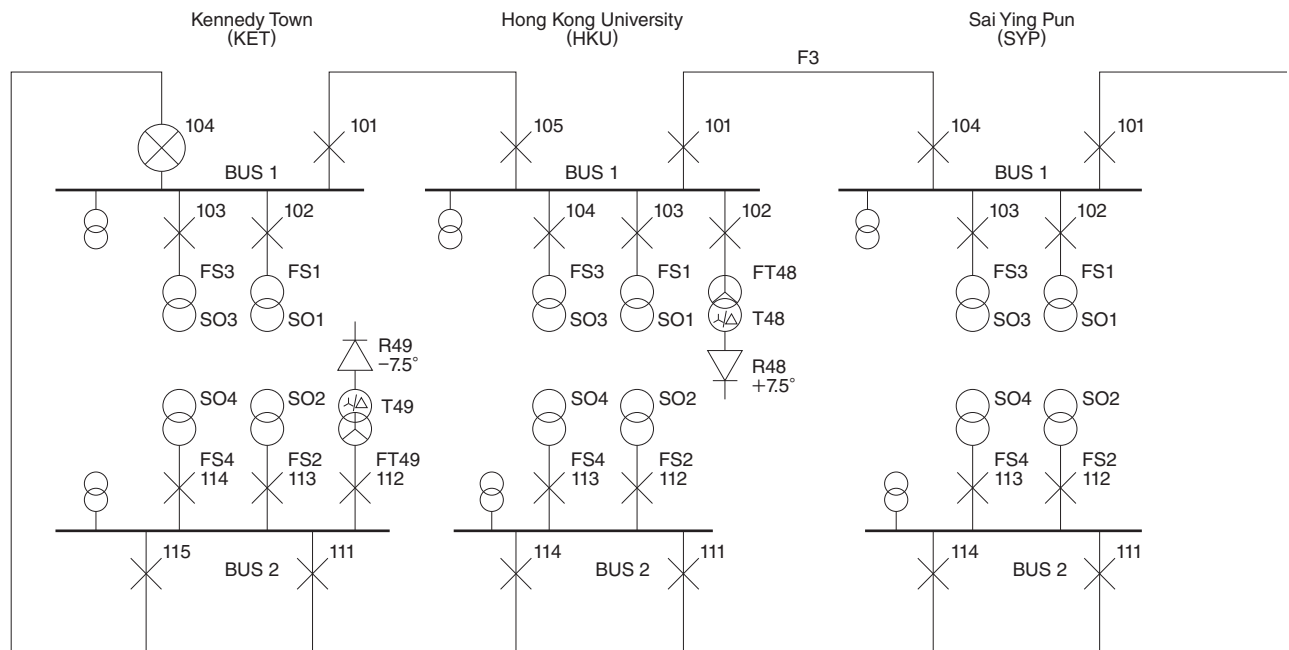 Kennedy Town
(KET)
Hong Kong University
(HKU)
Sai Ying Pun
(SYP)
F3
104
101
105
101
104
101
BUS 1
BUS 1
BUS 1
103
102
104
103
102
103
102
FS3
FS1
FS3
FS1
FT48
FS3
FS1
SO3
SO1
SO3
SO1
T48
SO3
SO1
R49
−7.5°
R48
+7.5°
SO4
SO2
T49
SO4
SO2
SO4
SO2
FS4
114
FS2
113
FT49
112
FS4
113
FS2
112
FS4
113
FS2
112
115
BUS 2
111
114
BUS 2
111
114
BUS 2
111